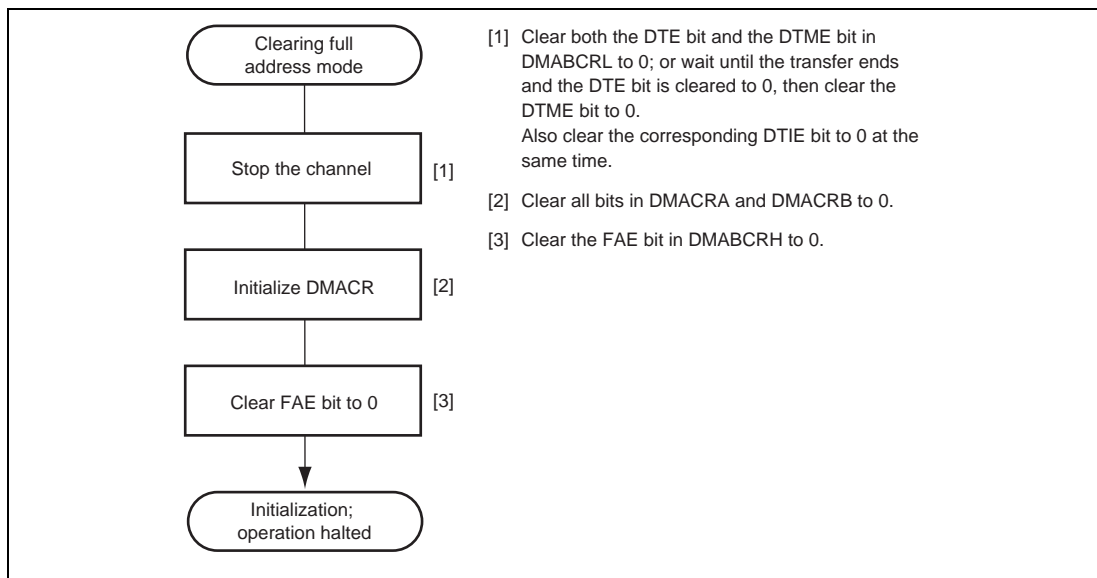 Clearing full
address mode
Stop the channel
[1]
Initialize DMACR
[2]
Clear FAE bit to 0
[3]
Initialization;
operation halted
[1] Clear both the DTE bit and the DTME bit in
DMABCRL to 0; or wait until the transfer ends
and the DTE bit is cleared to 0, then clear the
DTME bit to 0.
Also clear the corresponding DTIE bit to 0 at the
same time.
[2] Clear all bits in DMACRA and DMACRB to 0.
[3] Clear the FAE bit in DMABCRH to 0.